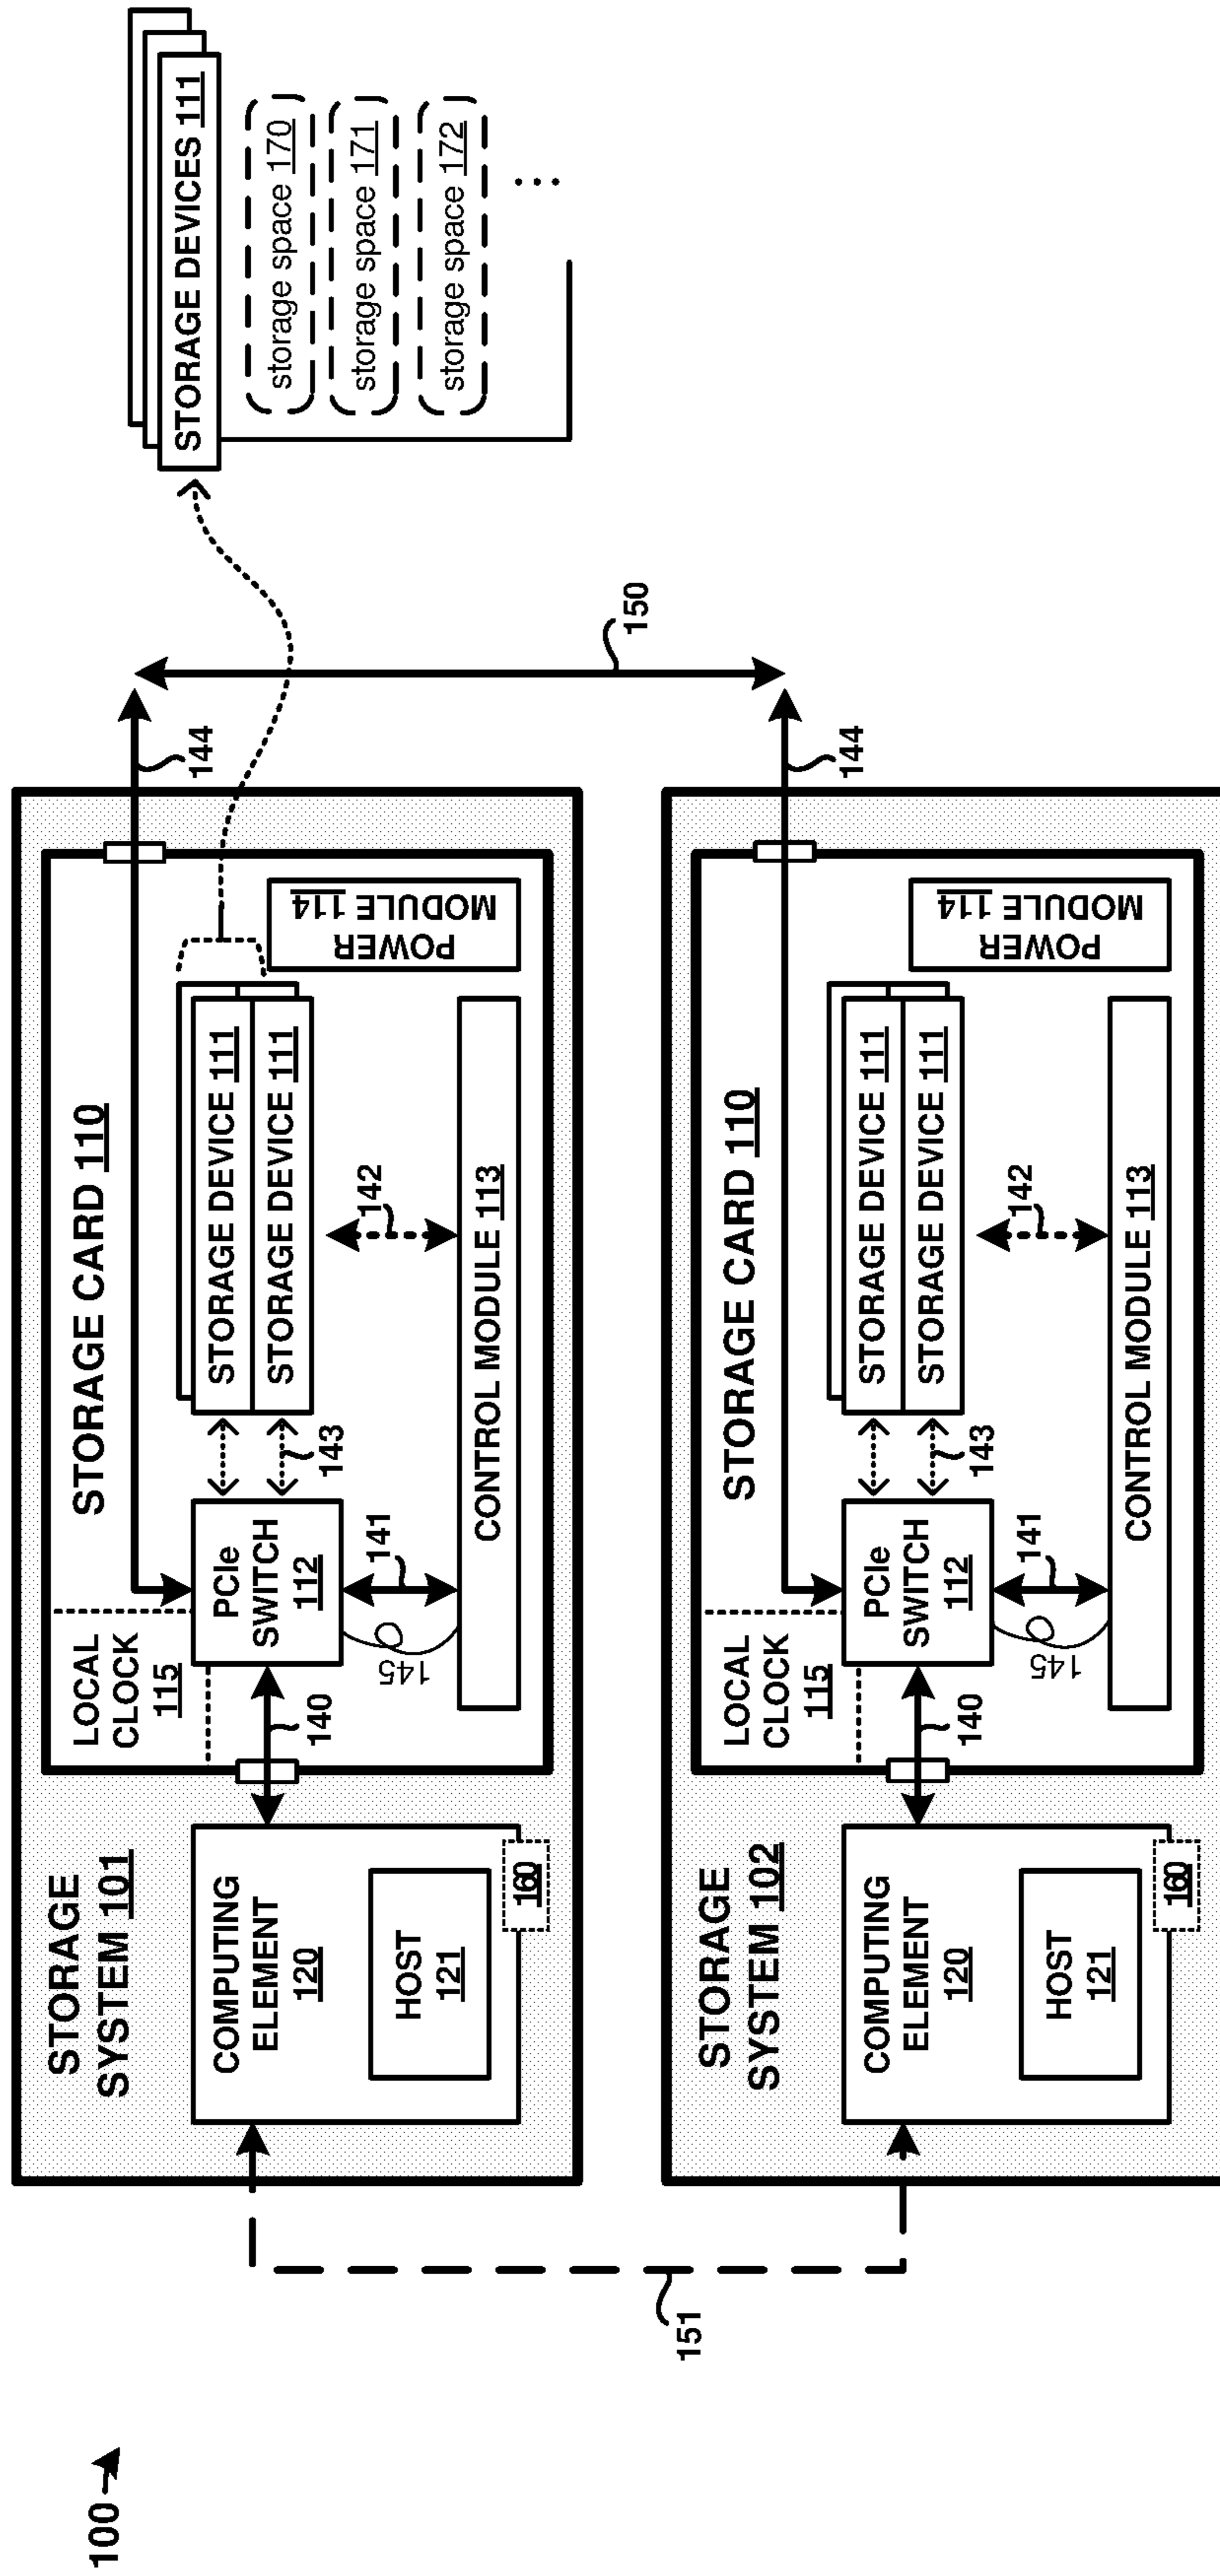 100
STORAGE
SYSTEM 101
COMPUTING
ELEMENT
120
HOST
121
160
140
LOCAL
CLOCK
115
STORAGE CARD 110
PCIe
SWITCH
112
145
141
143
STORAGE DEVICE 111
STORAGE DEVICE 111
142
CONTROL MODULE 113
POWER
MODULE 114
144
STORAGE DEVICES 111
storage space 170
storage space 171
storage space 172
...
150
151
STORAGE
SYSTEM 102
COMPUTING
ELEMENT
120
HOST
121
160
140
LOCAL
CLOCK
115
STORAGE CARD 110
PCIe
SWITCH
112
145
141
143
STORAGE DEVICE 111
STORAGE DEVICE 111
142
CONTROL MODULE 113
POWER
MODULE 114
144